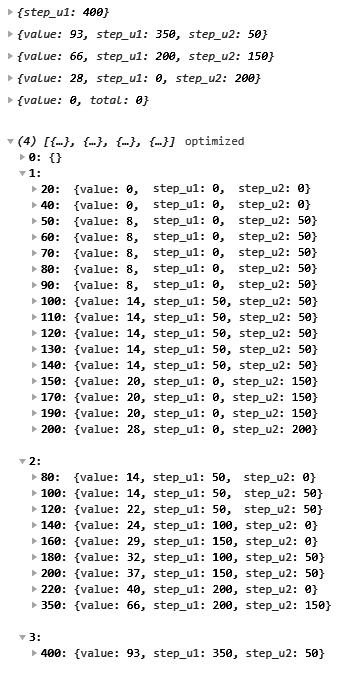 {step_u1: 400}
{value: 93, step_u1: 350, step_u2: 50}
{value: 66, step_u1: 200, step_u2: 150}
{value: 28, step_u1: 0, step_u2: 200}
{value: 0, total: 0}
(4) [{…}, {…}, {…}, {…}] optimized
0: {}
1:
20: {value: 0, step_u1: 0, step_u2: 0}
40: {value: 0, step_u1: 0, step_u2: 0}
50: {value: 8, step_u1: 0, step_u2: 50}
60: {value: 8, step_u1: 0, step_u2: 50}
70: {value: 8, step_u1: 0, step_u2: 50}
80: {value: 8, step_u1: 0, step_u2: 50}
90: {value: 8, step_u1: 0, step_u2: 50}
100: {value: 14, step_u1: 50, step_u2: 50}
110: {value: 14, step_u1: 50, step_u2: 50}
120: {value: 14, step_u1: 50, step_u2: 50}
130: {value: 14, step_u1: 50, step_u2: 50}
140: {value: 14, step_u1: 50, step_u2: 50}
150: {value: 20, step_u1: 0, step_u2: 150}
170: {value: 20, step_u1: 0, step_u2: 150}
190: {value: 20, step_u1: 0, step_u2: 150}
200: {value: 28, step_u1: 0, step_u2: 200}
2:
80: {value: 14, step_u1: 50, step_u2: 0}
100: {value: 14, step_u1: 50, step_u2: 50}
120: {value: 22, step_u1: 50, step_u2: 50}
140: {value: 24, step_u1: 100, step_u2: 0}
160: {value: 29, step_u1: 150, step_u2: 0}
180: {value: 32, step_u1: 100, step_u2: 50}
200: {value: 37, step_u1: 150, step_u2: 50}
220: {value: 40, step_u1: 200, step_u2: 0}
350: {value: 66, step_u1: 200, step_u2: 150}
3:
400: {value: 93, step_u1: 350, step_u2: 50}